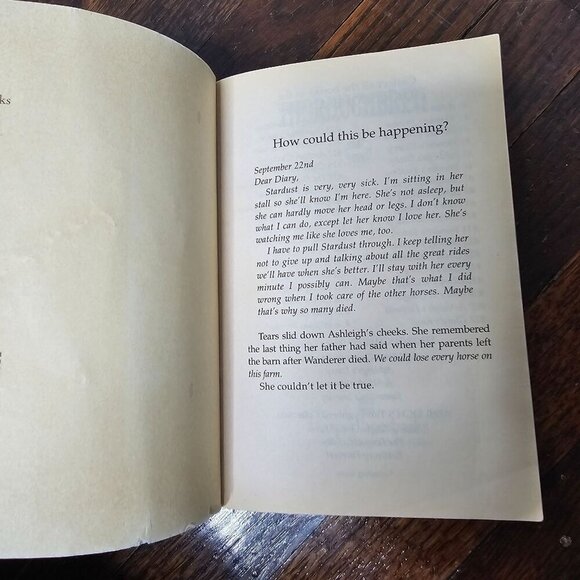 How could this be happening?
September 22nd
Dear Diary,
Stardust is very, very sick. I'm sitting in her
stall so she'll know I'm here. She's not asleep, but
she can hardly move her head or legs. I don't know
what I can do, except let her know I love her. She's
watching me like she loves me, too.
I have to pull Stardust through. I keep telling her
not to give up and talking about all the great rides
we'll have when she's better. I'll stay with her every
minute I possibly can. Maybe that's what I did
wrong when I took care of the other horses. Maybe
that's why so many died.
Tears slid down Ashleigh's cheeks. She remembered
the last thing her father had said when her parents left
the barn after Wanderer died. We could lose every horse on
this farm.
She couldn't let it be true.